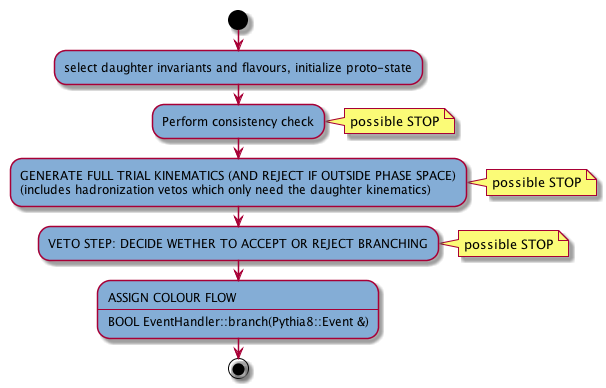 select daughter invariants and flavours, initialize proto-state
Perform consistency check
possible STOP
GENERATE FULL TRIAL KINEMATICS (AND REJECT IF OUTSIDE PHASE SPACE)
(includes hadronization vetos which only need the daughter kinematics)
possible STOP
VETO STEP: DECIDE WETHER TO ACCEPT OR REJECT BRANCHING
possible STOP
ASSIGN COLOUR FLOW
BOOL EventHandler::branch(Pythia8::Event &)